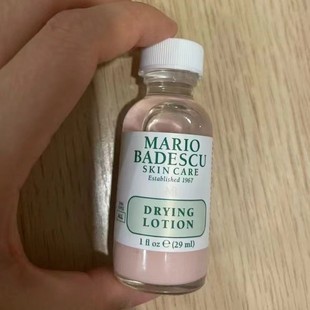 MARIO
BADESCU
SKIN CARE
Established 1967
DRYING
LOTION
1 fl oz ℮ (29 ml)